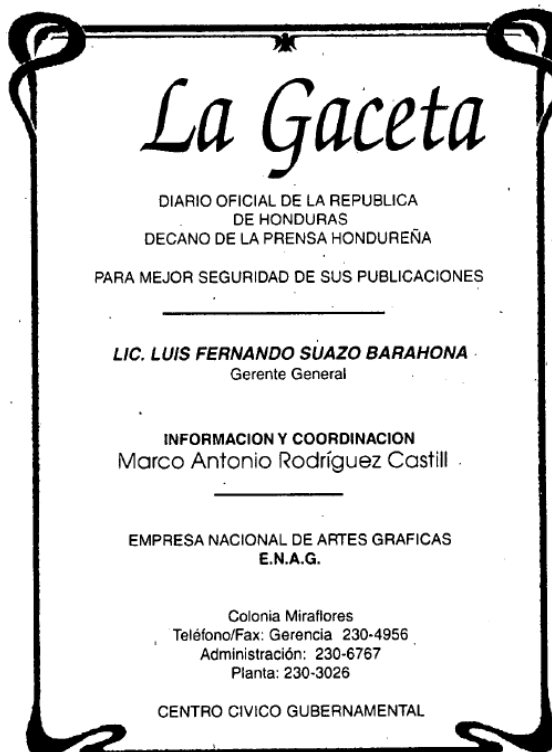 La Gaceta
DIARIO OFICIAL DE LA REPUBLICA
DE HONDURAS
DECANO DE LA PRENSA HONDUREÑA
PARA MEJOR SEGURIDAD DE SUS PUBLICACIONES
LIC. LUIS FERNANDO SUAZO BARAHONA
Gerente General
INFORMACION Y COORDINACION
Marco Antonio Rodríguez Castill
EMPRESA NACIONAL DE ARTES GRAFICAS
E.N.A.G.
Colonia Miraflores
Teléfono/Fax: Gerencia 230-4956
Administración: 230-6767
Planta: 230-3026
CENTRO CIVICO GUBERNAMENTAL